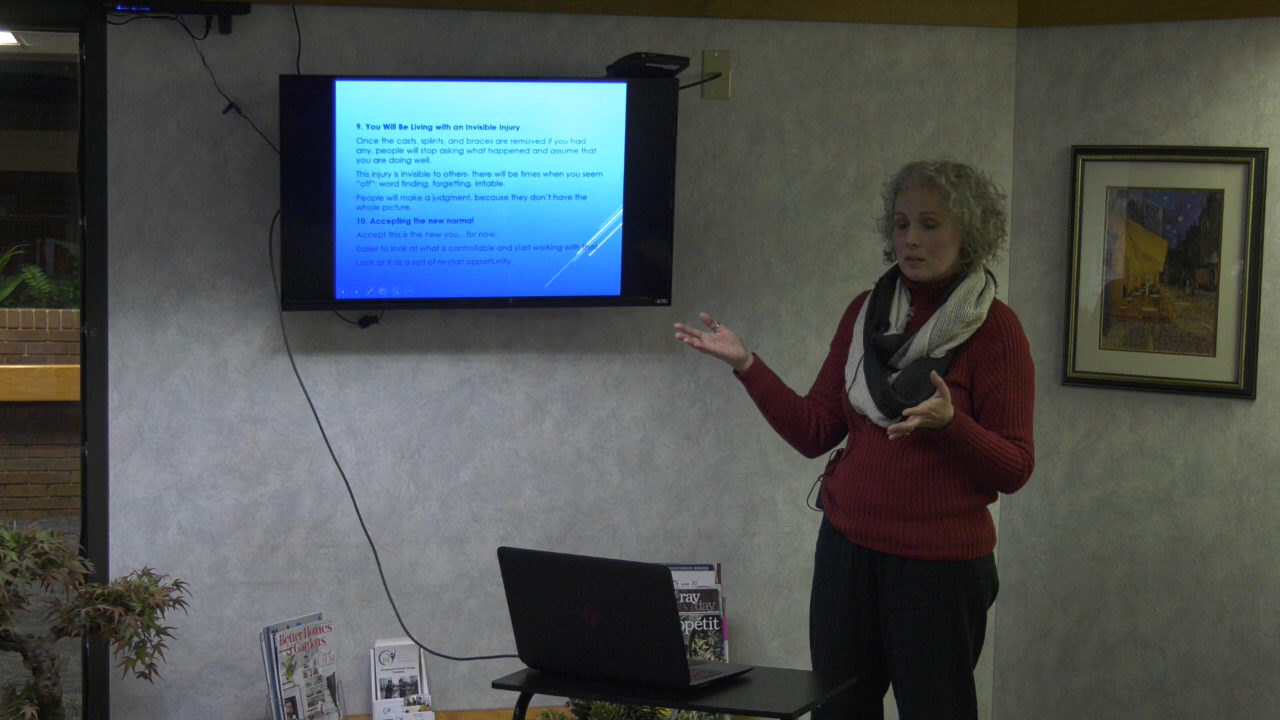 9. You Will Be Living with an Invisible Injury
Once the casts, splints, and braces are removed if you had
any, people will stop asking what happened and assume that
you are doing well.
This injury is invisible to others- there will be times when you seem
"off": word finding, forgetting, irritable.
People will make a judgment, because they don't have the
whole picture...
10. Accepting the new normal
Accept this is the new you...for now.
Easier to look at what is controllable and start working with that.
Look at it as a sort of re-start opportunity.
Better Homes
& Gardens
ray
day
ppétit